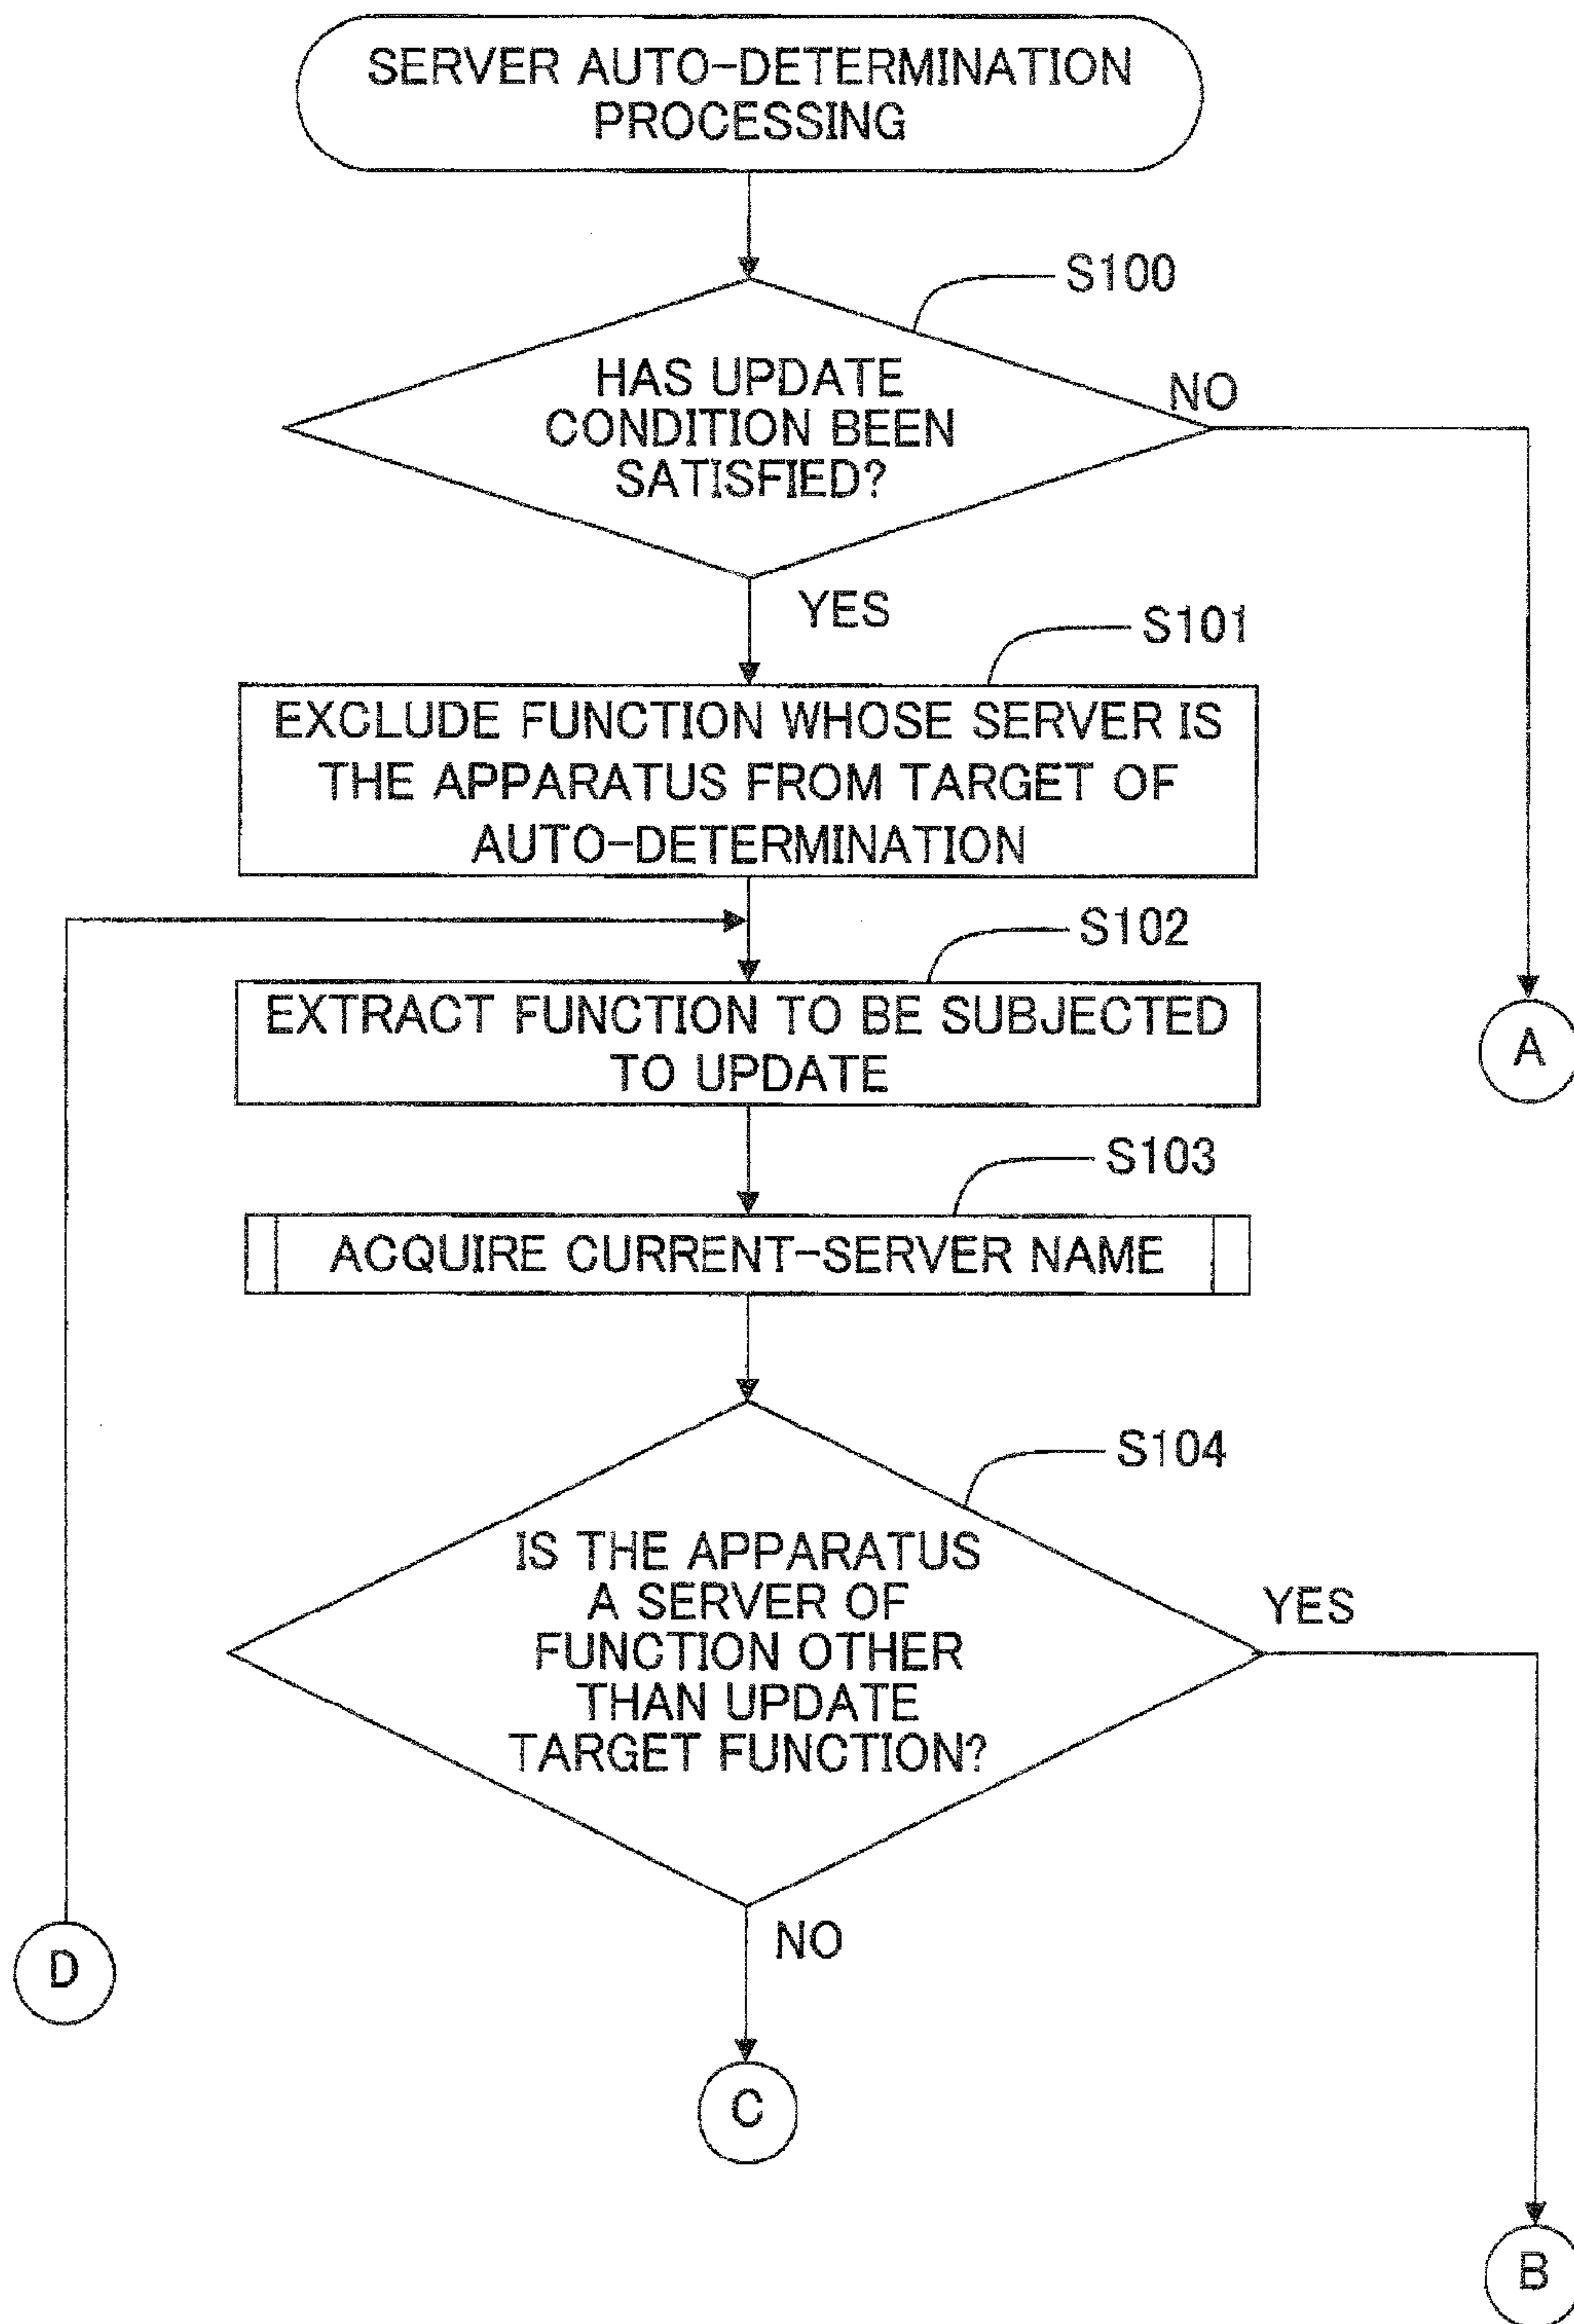 SERVER AUTO-DETERMINATION
PROCESSING
S100
HAS UPDATE
CONDITION BEEN
SATISFIED?
NO
YES
S101
EXCLUDE FUNCTION WHOSE SERVER IS
THE APPARATUS FROM TARGET OF
AUTO-DETERMINATION
S102
EXTRACT FUNCTION TO BE SUBJECTED
TO UPDATE
A
S103
ACQUIRE CURRENT-SERVER NAME
S104
IS THE APPARATUS
A SERVER OF
FUNCTION OTHER
THAN UPDATE
TARGET FUNCTION?
YES
NO
D
C
B